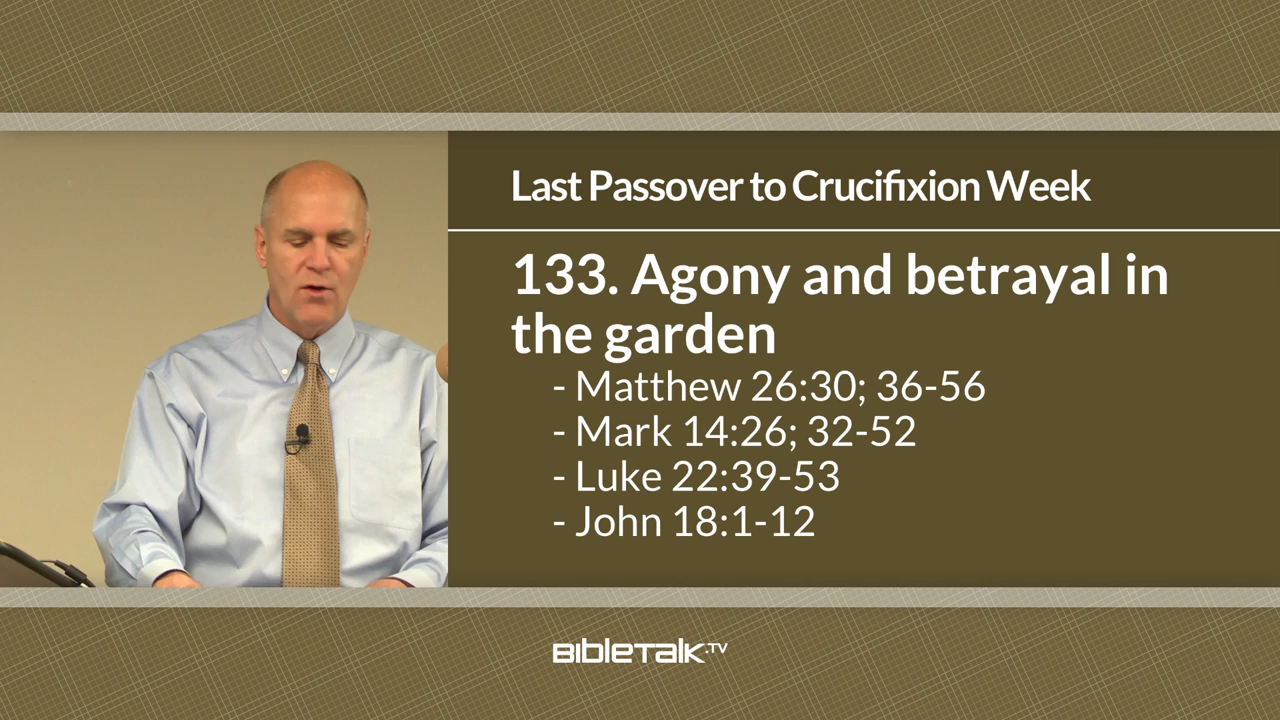 Last Passover to Crucifixion Week
133. Agony and betrayal in
the garden
- Matthew 26:30; 36-56
- Mark 14:26; 32-52
- Luke 22:39-53
- John 18:1-12
BibleTalk.TV